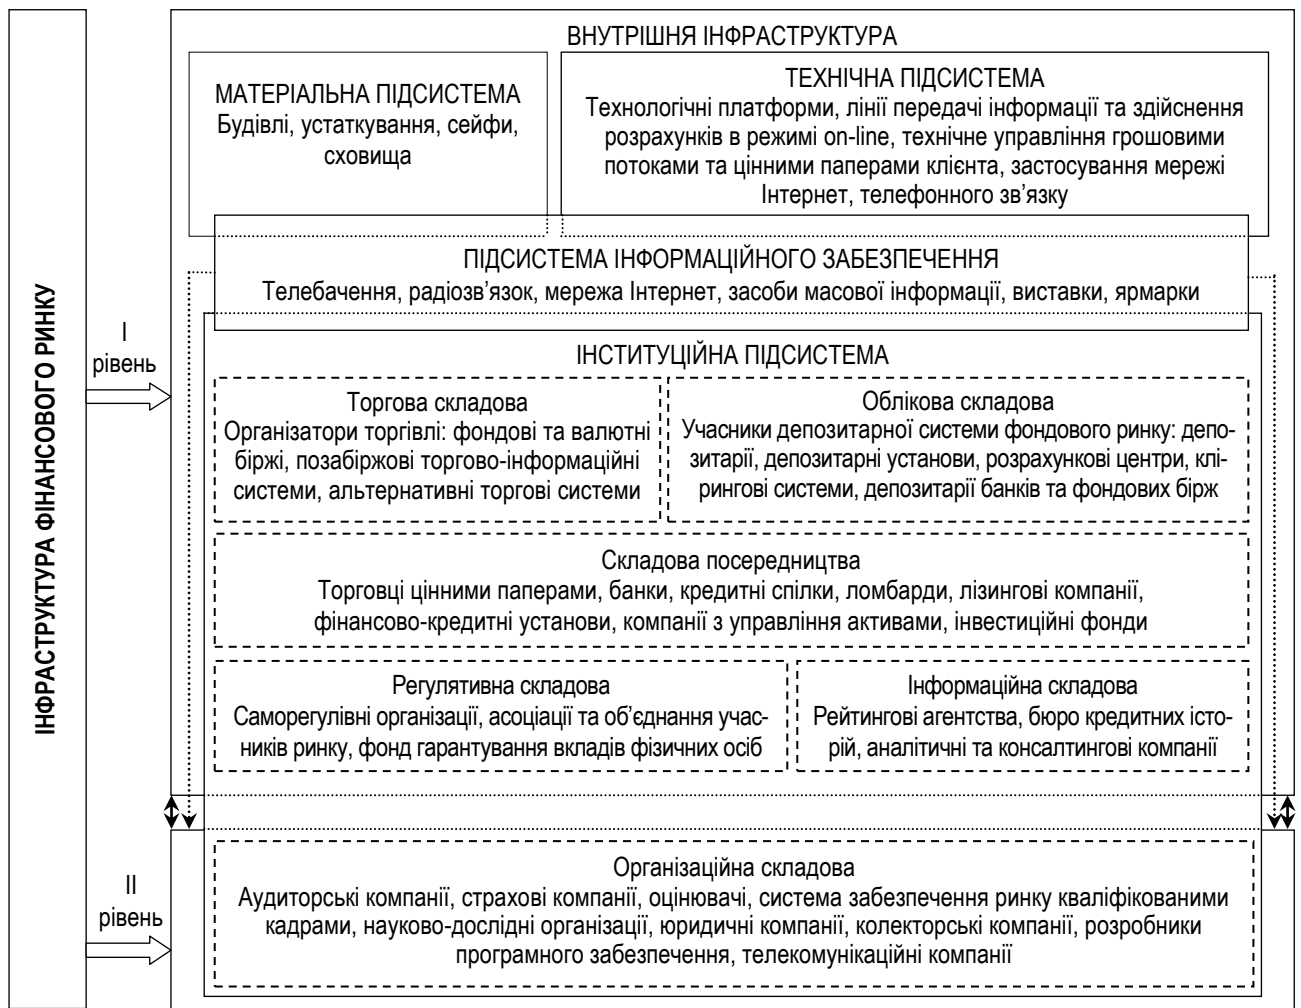 ІНФРАСТРУКТУРА ФІНАНСОВОГО РИНКУ
І
рівень
ВНУТРІШНЯ ІНФРАСТРУКТУРА
МАТЕРІАЛЬНА ПІДСИСТЕМА
Будівлі, устаткування, сейфи,
сховища
ТЕХНІЧНА ПІДСИСТЕМА
Технологічні платформи, лінії передачі інформації та здійснення
розрахунків в режимі on-line, технічне управління грошовими
потоками та цінними паперами клієнта, застосування мережі
Інтернет, телефонного зв’язку
ПІДСИСТЕМА ІНФОРМАЦІЙНОГО ЗАБЕЗПЕЧЕННЯ
Телебачення, радіозв’язок, мережа Інтернет, засоби масової інформації, виставки, ярмарки
ІНСТИТУЦІЙНА ПІДСИСТЕМА
Торгова складова
Організатори торгівлі: фондові та валютні
біржі, позабіржові торгово-інформаційні
системи, альтернативні торгові системи
Облікова складова
Учасники депозитарної системи фондового ринку: депо-
зитарії, депозитарні установи, розрахункові центри, клі-
рингові системи, депозитарії банків та фондових бірж
Складова посередництва
Торговці цінними паперами, банки, кредитні спілки, ломбарди, лізингові компанії,
фінансово-кредитні установи, компанії з управління активами, інвестиційні фонди
Регулятивна складова
Саморегулівні організації, асоціації та об’єднання учас-
ників ринку, фонд гарантування вкладів фізичних осіб
Інформаційна складова
Рейтингові агентства, бюро кредитних істо-
рій, аналітичні та консалтингові компанії
ІІ
рівень
Організаційна складова
Аудиторські компанії, страхові компанії, оцінювачі, система забезпечення ринку кваліфікованими
кадрами, науково-дослідні організації, юридичні компанії, колекторські компанії, розробники
програмного забезпечення, телекомунікаційні компанії